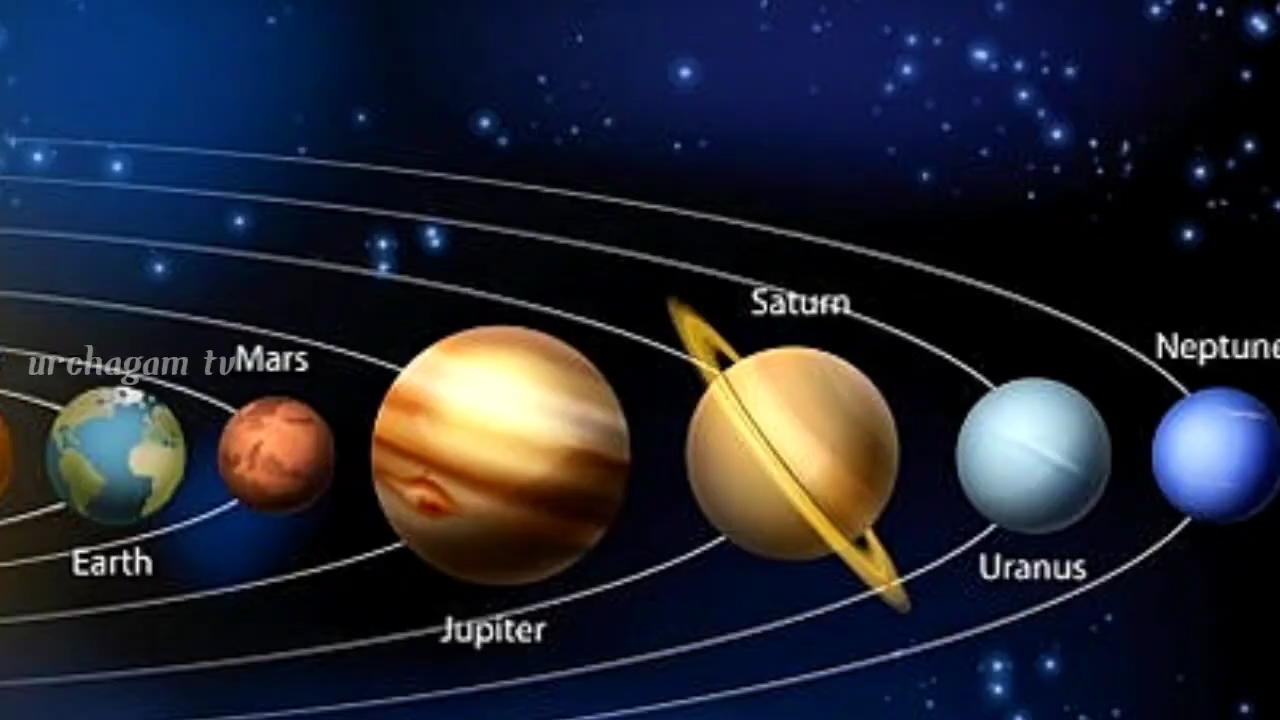 Saturn
Neptune
urchagam tv
Mars
Earth
Uranus
Jupiter